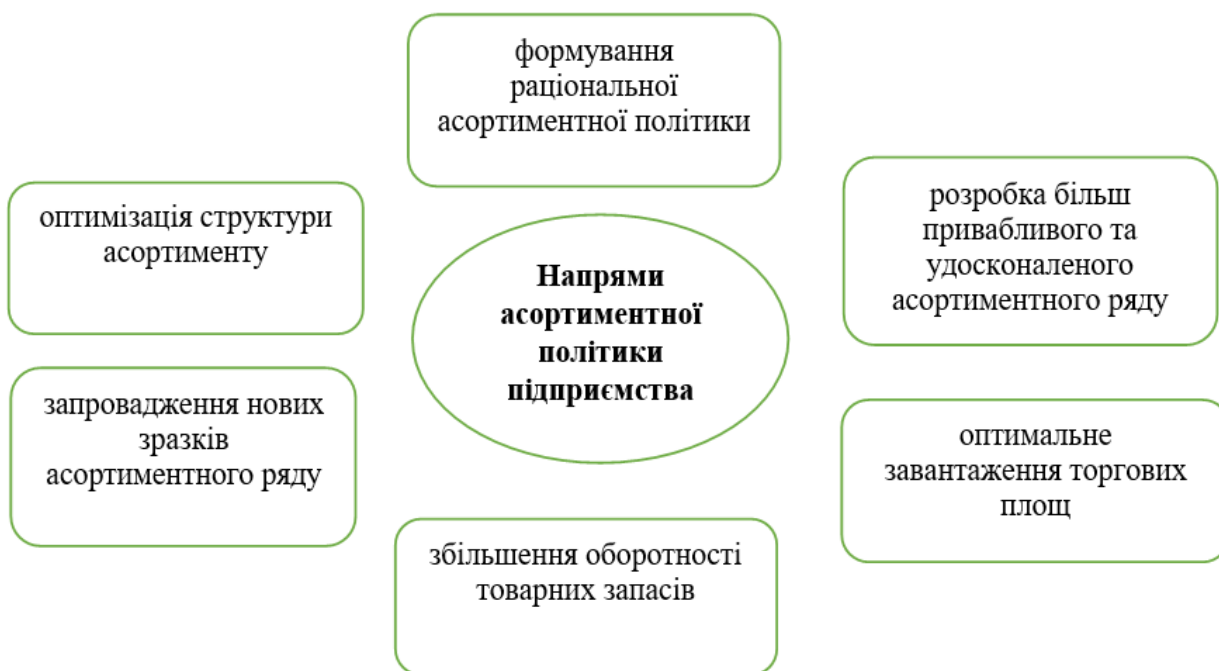 формування
раціональної
асортиментної політики
оптимізація структури
асортименту
розробка більш
привабливого та
удосконаленого
асортиментного ряду
Напрями
асортиментної
політики
підприємства
запровадження нових
зразків
асортиментного ряду
оптимальне
завантаження торгових
площ
збільшення оборотності
товарних запасів